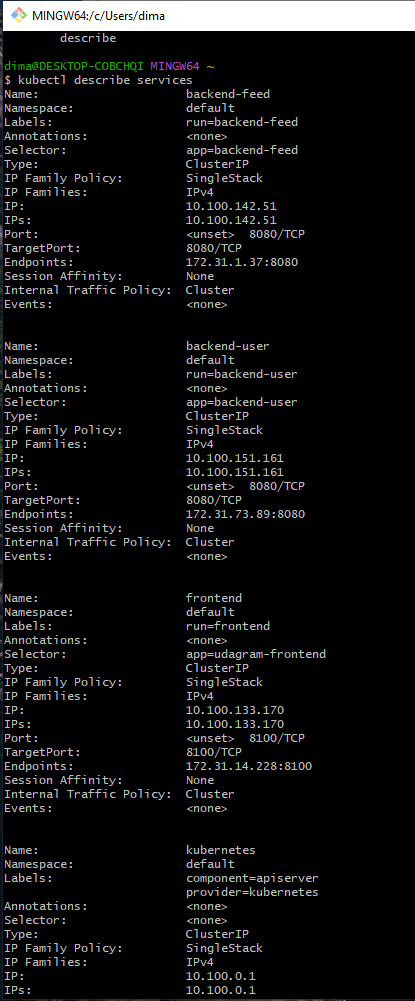 MINGW64:/c/Users/dima
describe
dima@DESKTOP-COBCHQI MINGW64 ~
$ kubectl describe services
Name: backend-feed
Namespace: default
Labels: run=backend-feed
Annotations: <none>
Selector: app=backend-feed
Type: ClusterIP
IP Family Policy: SingleStack
IP Families: IPv4
IP: 10.100.142.51
IPs: 10.100.142.51
Port: <unset> 8080/TCP
TargetPort: 8080/TCP
Endpoints: 172.31.1.37:8080
Session Affinity: None
Internal Traffic Policy: Cluster
Events: <none>
Name: backend-user
Namespace: default
Labels: run=backend-user
Annotations: <none>
Selector: app=backend-user
Type: ClusterIP
IP Family Policy: SingleStack
IP Families: IPv4
IP: 10.100.151.161
IPs: 10.100.151.161
Port: <unset> 8080/TCP
TargetPort: 8080/TCP
Endpoints: 172.31.73.89:8080
Session Affinity: None
Internal Traffic Policy: Cluster
Events: <none>
Name: frontend
Namespace: default
Labels: run=frontend
Annotations: <none>
Selector: app=udagram-frontend
Type: ClusterIP
IP Family Policy: SingleStack
IP Families: IPv4
IP: 10.100.133.170
IPs: 10.100.133.170
Port: <unset> 8100/TCP
TargetPort: 8100/TCP
Endpoints: 172.31.14.228:8100
Session Affinity: None
Internal Traffic Policy: Cluster
Events: <none>
Name: kubernetes
Namespace: default
Labels: component=apiserver
provider=kubernetes
Annotations: <none>
Selector: <none>
Type: ClusterIP
IP Family Policy: SingleStack
IP Families: IPv4
IP: 10.100.0.1
IPs: 10.100.0.1